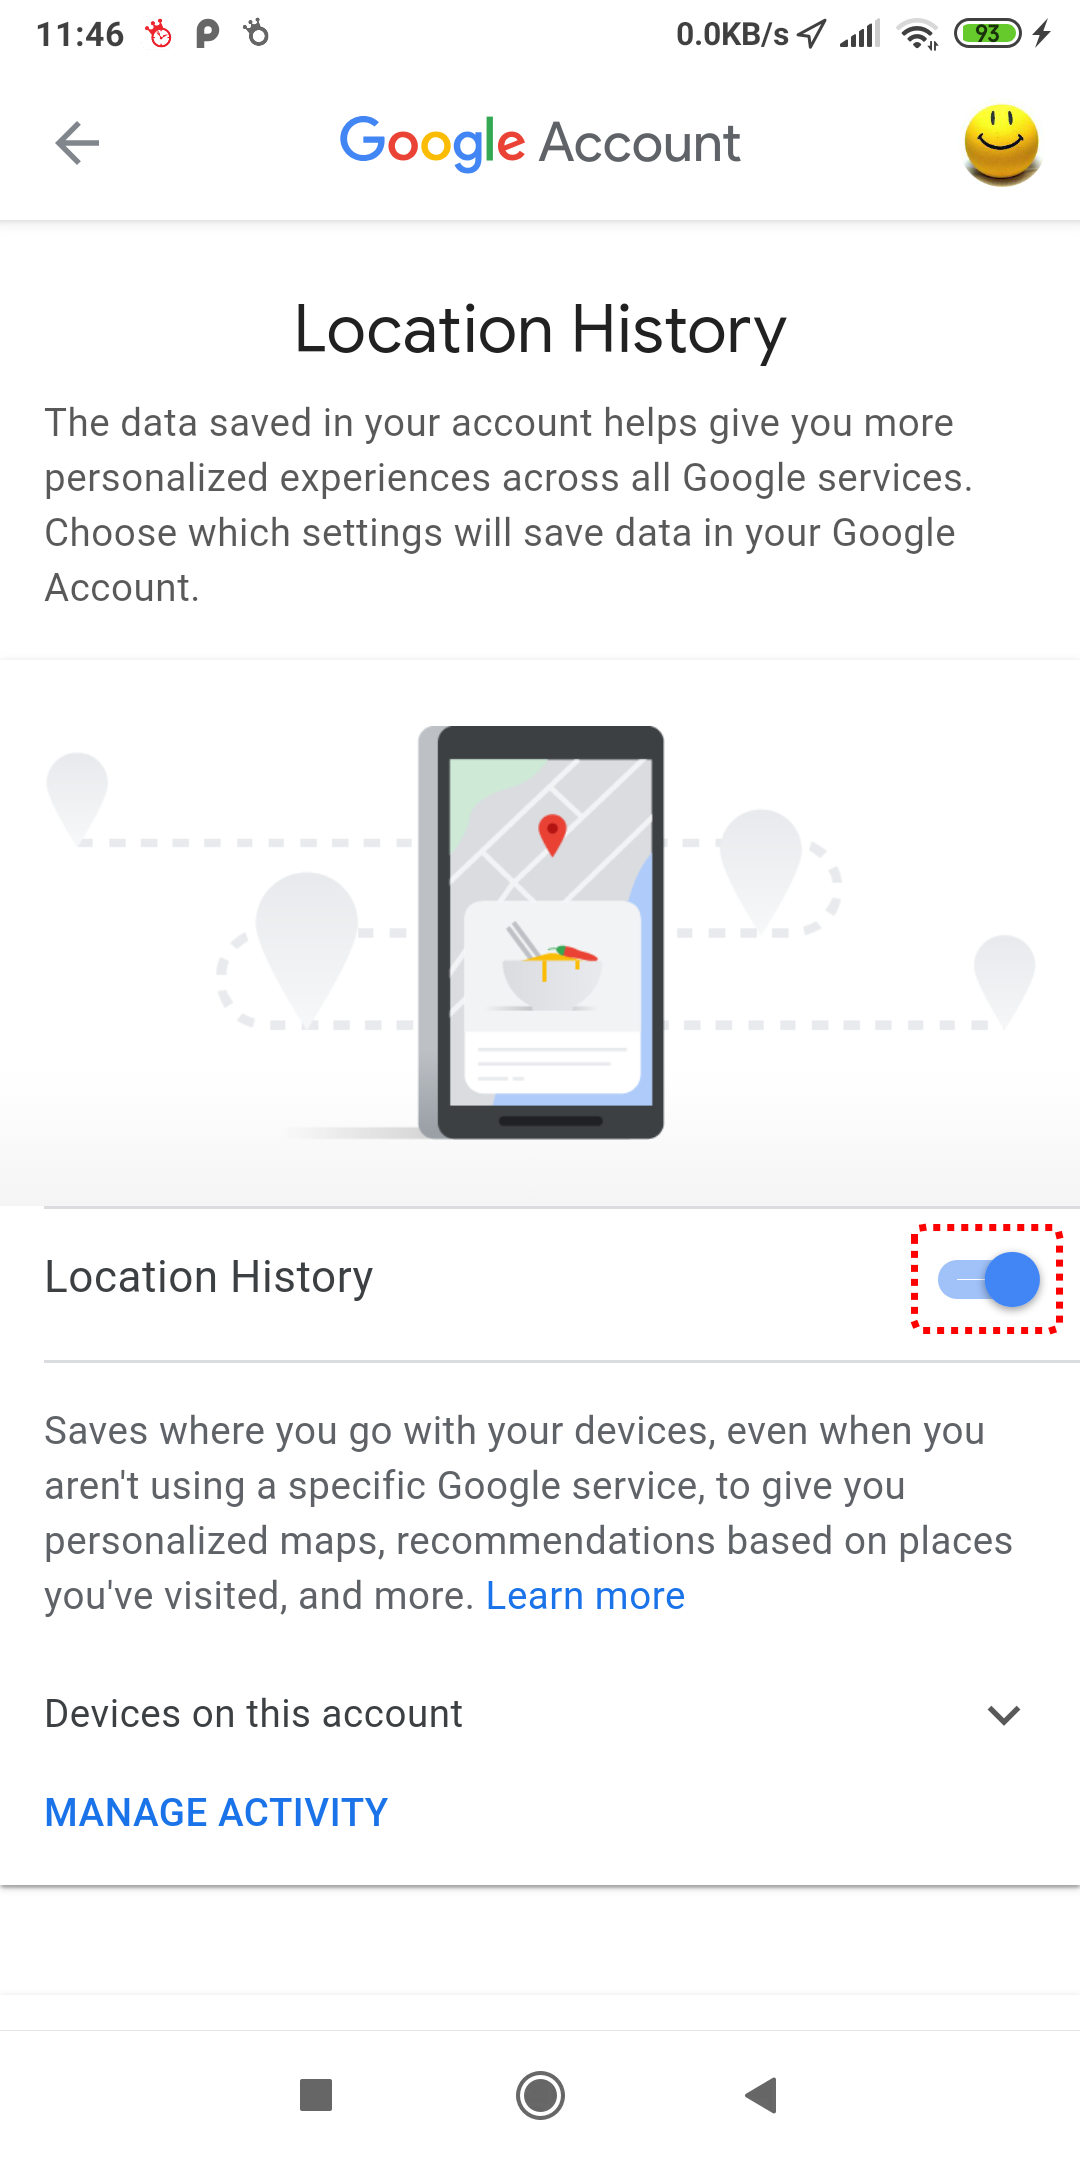 11:46 0.0KB/s 93
Google Account
Location History
The data saved in your account helps give you more
personalized experiences across all Google services.
Choose which settings will save data in your Google
Account.
Location History
Saves where you go with your devices, even when you
aren't using a specific Google service, to give you
personalized maps, recommendations based on places
you've visited, and more. Learn more
Devices on this account
MANAGE ACTIVITY